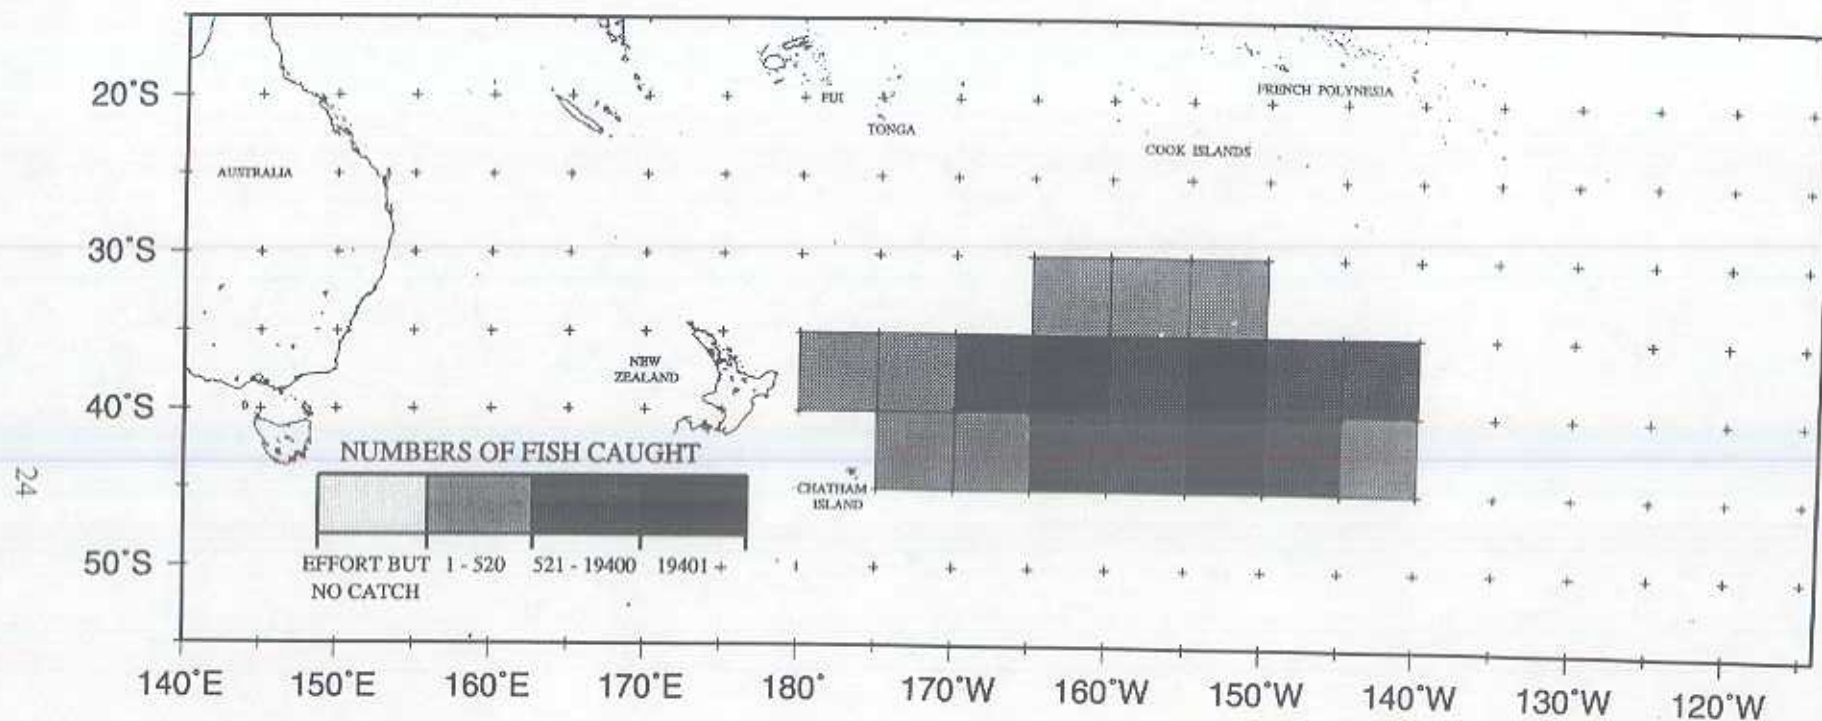 20°S
30°S
40°S
50°S
AUSTRALIA
FIJI
TONGA
COOK ISLANDS
FRENCH POLYNESIA
NEW
ZEALAND
CHATHAM
ISLAND
NUMBERS OF FISH CAUGHT
EFFORT BUT
NO CATCH
1 - 520
521 - 19400
19401 +
140°E
150°E
160°E
170°E
180°
170°W
160°W
150°W
140°W
130°W
120°W
24